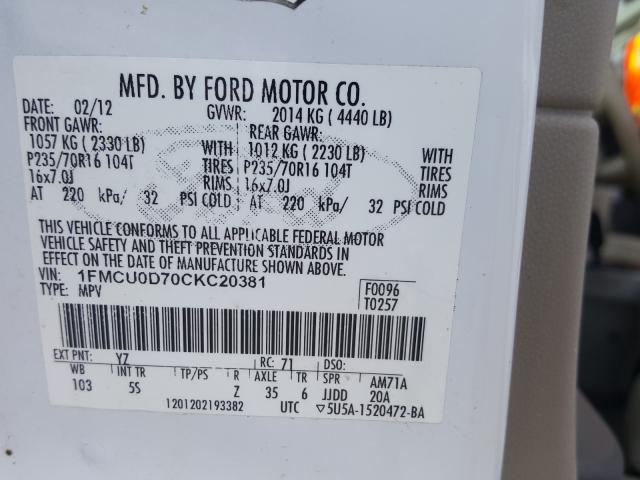 MFD. BY FORD MOTOR CO.
DATE: 02/12 GVWR: 2014 KG ( 4440 LB)
FRONT GAWR: REAR GAWR:
1057 KG ( 2330 LB) WITH 1012 KG ( 2230 LB) WITH
P235/70R16 104T TIRES P235/70R16 104T TIRES
16x7.0J RIMS 16x7.0J RIMS
AT 220 kPa/ 32 PSI COLD AT 220 kPa/ 32 PSI COLD
THIS VEHICLE CONFORMS TO ALL APPLICABLE FEDERAL MOTOR
VEHICLE SAFETY AND THEFT PREVENTION STANDARDS IN
EFFECT ON THE DATE OF MANUFACTURE SHOWN ABOVE.
VIN: 1FMCU0D70CKC20381 F0096
TYPE: MPV T0257
EXT PNT: YZ RC: 71 DSO:
WB INT TR TP/PS R AXLE TR SPR AM71A
103 5S Z 35 6 JJDD 20A
1201202193382 UTC ▽5U5A-1520472-BA